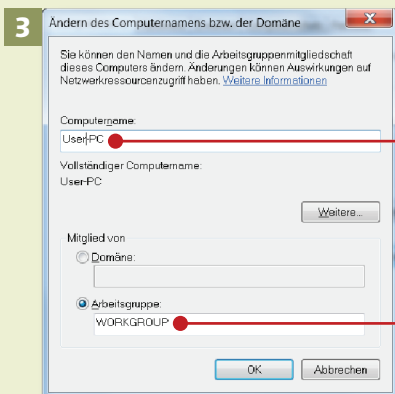 3
Ändern des Computernamens bzw. der Domäne
Sie können den Namen und die Arbeitsgruppenmitgliedschaft
dieses Computers ändern. Änderungen können Auswirkungen auf
Netzwerkressourcenzugriff haben. Weitere Informationen
Computername:
User-PC
Vollständiger Computername:
User-PC
Weitere...
Mitglied von
Domäne:
Arbeitsgruppe:
WORKGROUP
OK Abbrechen